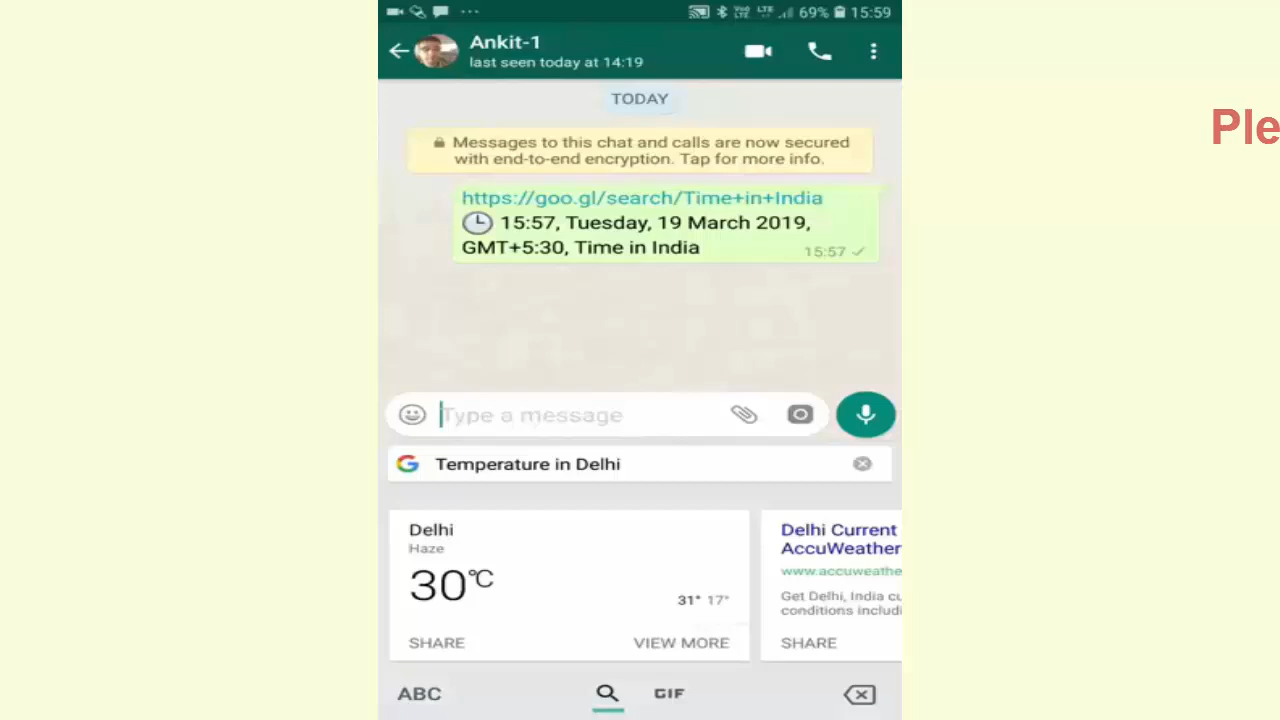 69% 15:59
Ankit-1
last seen today at 14:19
TODAY
Messages to this chat and calls are now secured
with end-to-end encryption. Tap for more info.
https://goo.gl/search/Time+in+India
15:57, Tuesday, 19 March 2019,
GMT+5:30, Time in India
15:57
Type a message
Temperature in Delhi
Delhi
Haze
30°C
31° 17°
SHARE
VIEW MORE
Delhi Current
AccuWeather
www.accuweathe
Get Delhi, India cu
conditions includi
SHARE
ABC
GIF
Ple